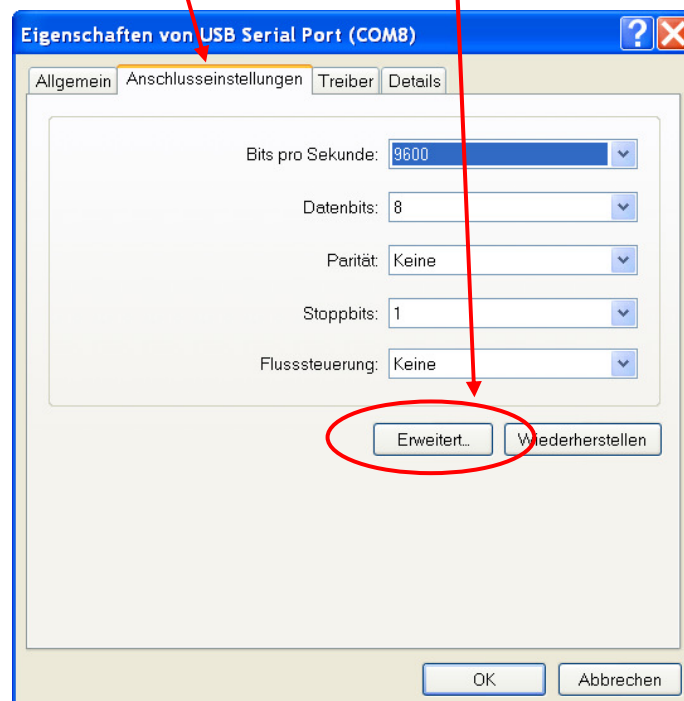 Eigenschaften von USB Serial Port (COM8)
Allgemein Anschlusseinstellungen Treiber Details
Bits pro Sekunde: 9600
Datenbits: 8
Parität: Keine
Stoppbits: 1
Flusssteuerung: Keine
Erweitert... Wiederherstellen
OK Abbrechen